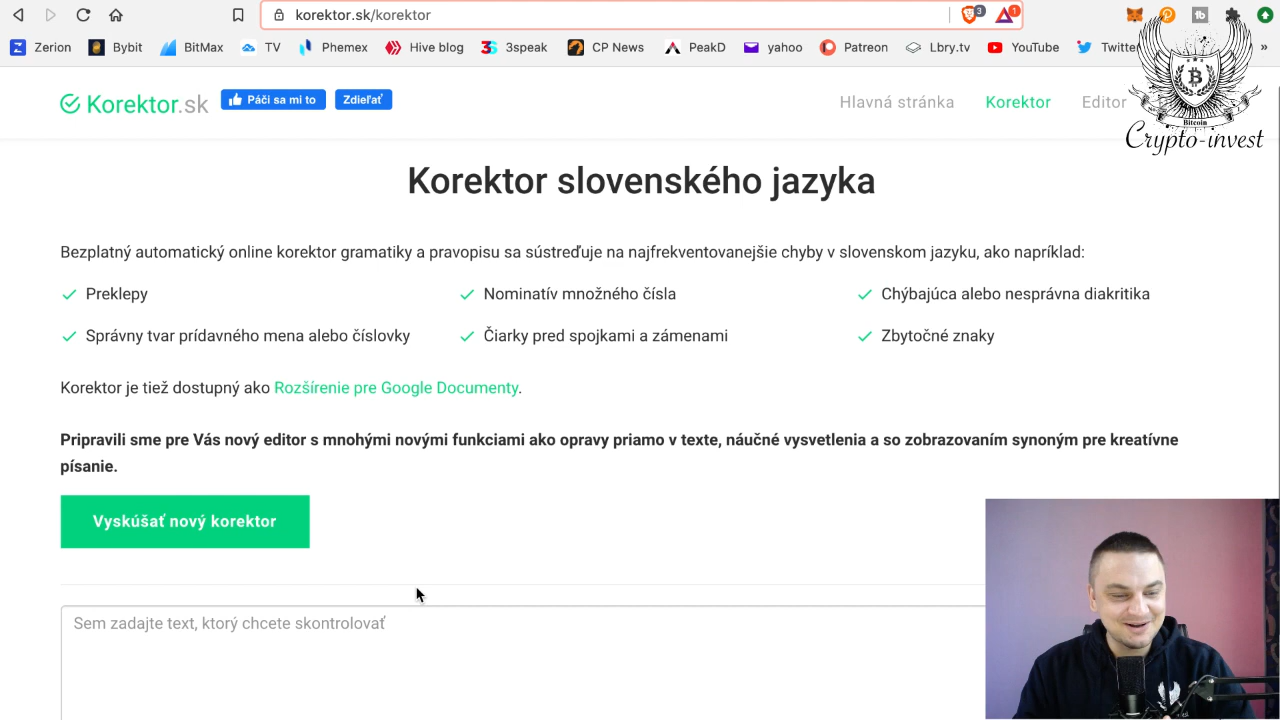 korektor.sk/korektor
3
1
Zerion
Bybit
BitMax
TV
Phemex
Hive blog
3speak
CP News
PeakD
yahoo
Patreon
Lbry.tv
YouTube
»
Korektor.sk
Páči sa mi to
Zdieľať
Hlavná stránka
Korektor
Editor
Bitcoin
Crypto-invest
Korektor slovenského jazyka
Bezplatný automatický online korektor gramatiky a pravopisu sa sústreďuje na najfrekventovanejšie chyby v slovenskom jazyku, ako napríklad:
Preklepy
Nominatív množného čísla
Chýbajúca alebo nesprávna diakritika
Správny tvar prídavného mena alebo číslovky
Čiarky pred spojkami a zámenami
Zbytočné znaky
Korektor je tiež dostupný ako Rozšírenie pre Google Documenty.
Pripravili sme pre Vás nový editor s mnohými novými funkciami ako opravy priamo v texte, náučné vysvetlenia a so zobrazovaním synoným pre kreatívne
písanie.
Vyskúšať nový korektor
Sem zadajte text, ktorý chcete skontrolovať